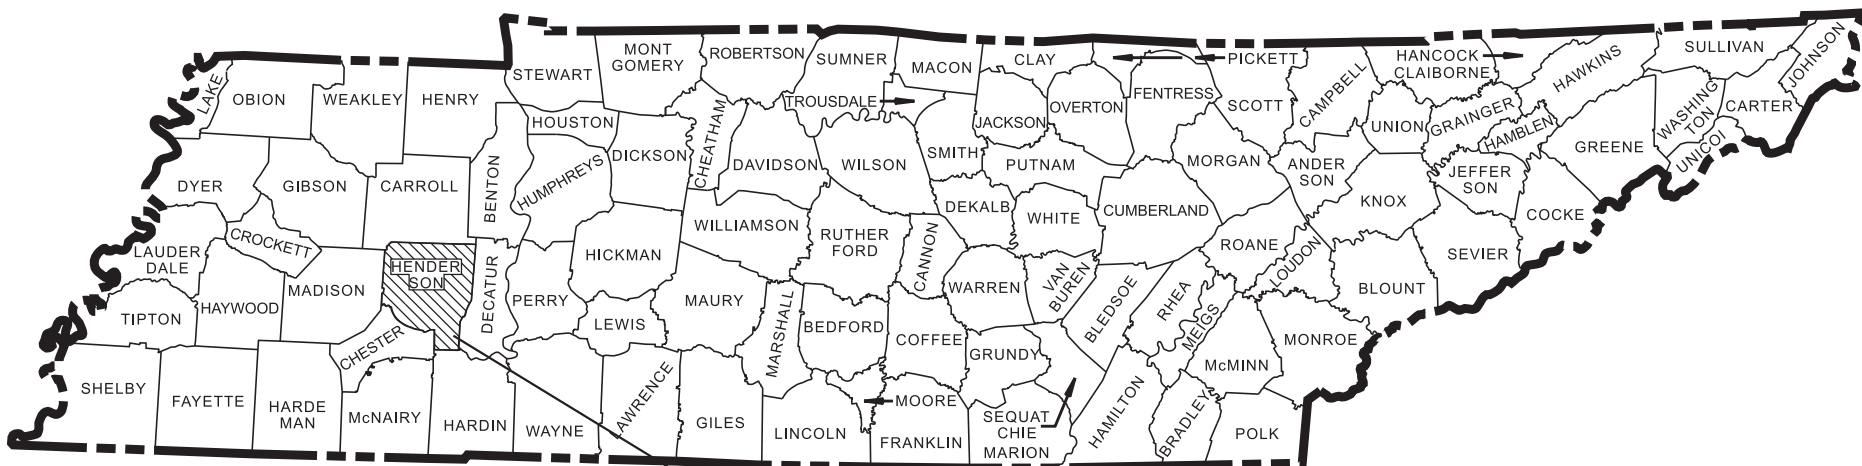 LAKE
OBION
WEAKLEY
HENRY
STEWART
MONT
GOMERY
ROBERTSON
SUMNER
MACON
CLAY
PICKETT
HANCOCK
CLAIBORNE
HAWKINS
SULLIVAN
JOHNSON
TROUSDALE
JACKSON
OVERTON
FENTRESS
SCOTT
CAMPBELL
UNION
GRAINGER
HAMBLEN
WASHING
TON
CARTER
UNICOI
GREENE
HOUSTON
DICKSON
CHEATHAM
DAVIDSON
WILSON
SMITH
PUTNAM
MORGAN
ANDER
SON
JEFFER
SON
DYER
GIBSON
CARROLL
BENTON
HUMPHREYS
WILLIAMSON
RUTHER
FORD
CANNON
DEKALB
WHITE
CUMBERLAND
ROANE
LOUDON
KNOX
SEVIER
COCKE
LAUDER
DALE
CROCKETT
HAYWOOD
MADISON
HENDER
SON
DECATUR
PERRY
HICKMAN
LEWIS
MAURY
MARSHALL
BEDFORD
COFFEE
WARREN
VAN
BUREN
BLEDSOE
RHEA
MEIGS
BLOUNT
MONROE
McMINN
TIPTON
SHELBY
FAYETTE
HARDE
MAN
CHESTER
McNAIRY
HARDIN
WAYNE
AWRENCE
GILES
LINCOLN
MOORE
FRANKLIN
GRUNDY
SEQUAT
CHIE
MARION
HAMILTON
BRADLEY
POLK